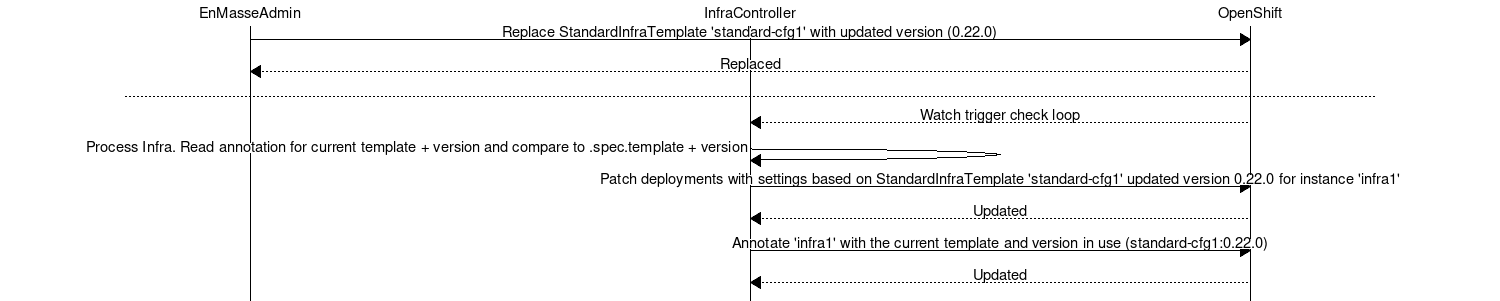 EnMasseAdmin InfraController OpenShift
Replace StandardInfraTemplate 'standard-cfg1' with updated version (0.22.0)
Replaced
Watch trigger check loop
Process Infra. Read annotation for current template + version and compare to .spec.template + version
Patch deployments with settings based on StandardInfraTemplate 'standard-cfg1' updated version 0.22.0 for instance 'infra1'
Updated
Annotate 'infra1' with the current template and version in use (standard-cfg1:0.22.0)
Updated